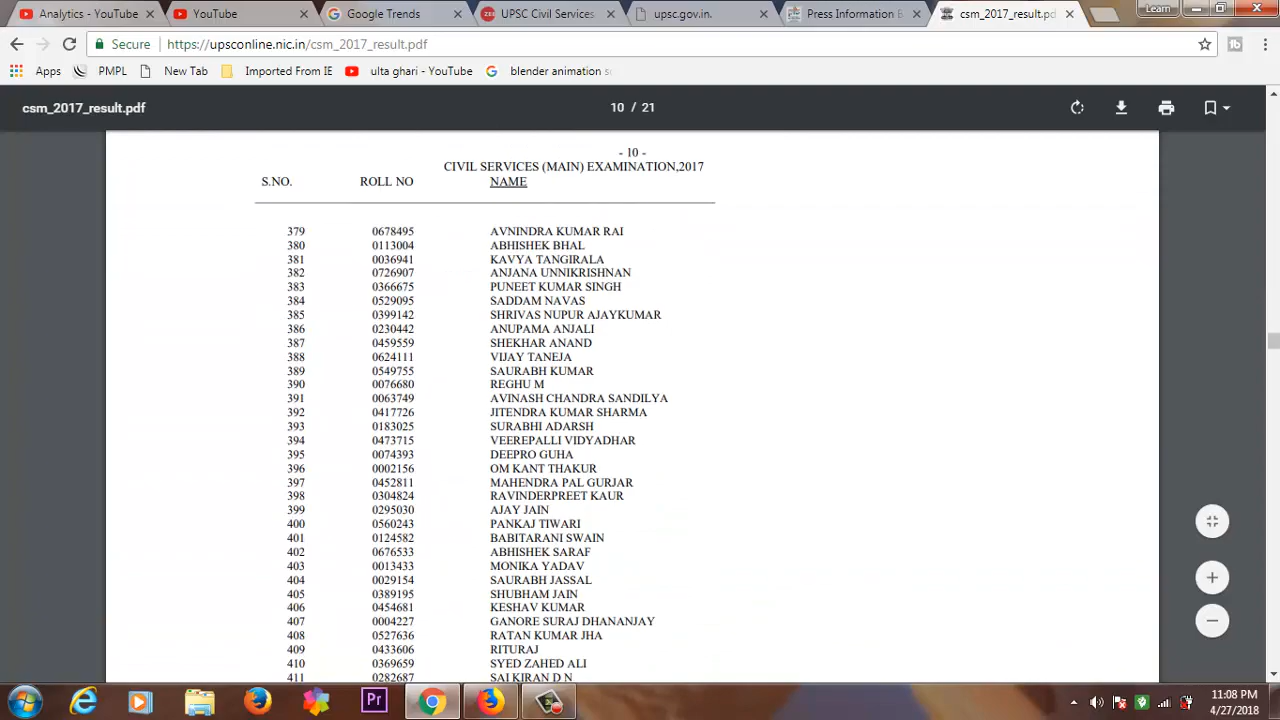 Analytics - YouTube
YouTube
Google Trends
UPSC Civil Services
upsc.gov.in.
Press Information B
csm_2017_result.pdf
Learn
Secure
https://upsconline.nic.in/csm_2017_result.pdf
Apps
PMPL
New Tab
Imported From IE
ulta ghari - YouTube
blender animation
csm_2017_result.pdf
10 / 21
- 10 -
CIVIL SERVICES (MAIN) EXAMINATION,2017
S.NO. ROLL NO NAME
379 0678495 AVNINDRA KUMAR RAI
380 0113004 ABHISHEK BHAL
381 0036941 KAVYA TANGIRALA
382 0726907 ANJANA UNNIKRISHNAN
383 0366675 PUNEET KUMAR SINGH
384 0529095 SADDAM NAVAS
385 0399142 SHRIVAS NUPUR AJAYKUMAR
386 0230442 ANUPAMA ANJALI
387 0459559 SHEKHAR ANAND
388 0624111 VIJAY TANEJA
389 0549755 SAURABH KUMAR
390 0076680 REGHU M
391 0063749 AVINASH CHANDRA SANDILYA
392 0417726 JITENDRA KUMAR SHARMA
393 0183025 SURABHI ADARSH
394 0473715 VEEREPALLI VIDYADHAR
395 0074393 DEEPRO GUHA
396 0002156 OM KANT THAKUR
397 0452811 MAHENDRA PAL GURJAR
398 0304824 RAVINDERPREET KAUR
399 0295030 AJAY JAIN
400 0560243 PANKAJ TIWARI
401 0124582 BABITARANI SWAIN
402 0676533 ABHISHEK SARAF
403 0013433 MONIKA YADAV
404 0029154 SAURABH JASSAL
405 0389195 SHUBHAM JAIN
406 0454681 KESHAV KUMAR
407 0004227 GANORE SURAJ DHANANJAY
408 0527636 RATAN KUMAR JHA
409 0433606 RITURAJ
410 0369659 SYED ZAHED ALI
411 0282687 SAI KIRAN D N
Pr
11:08 PM
4/27/2018